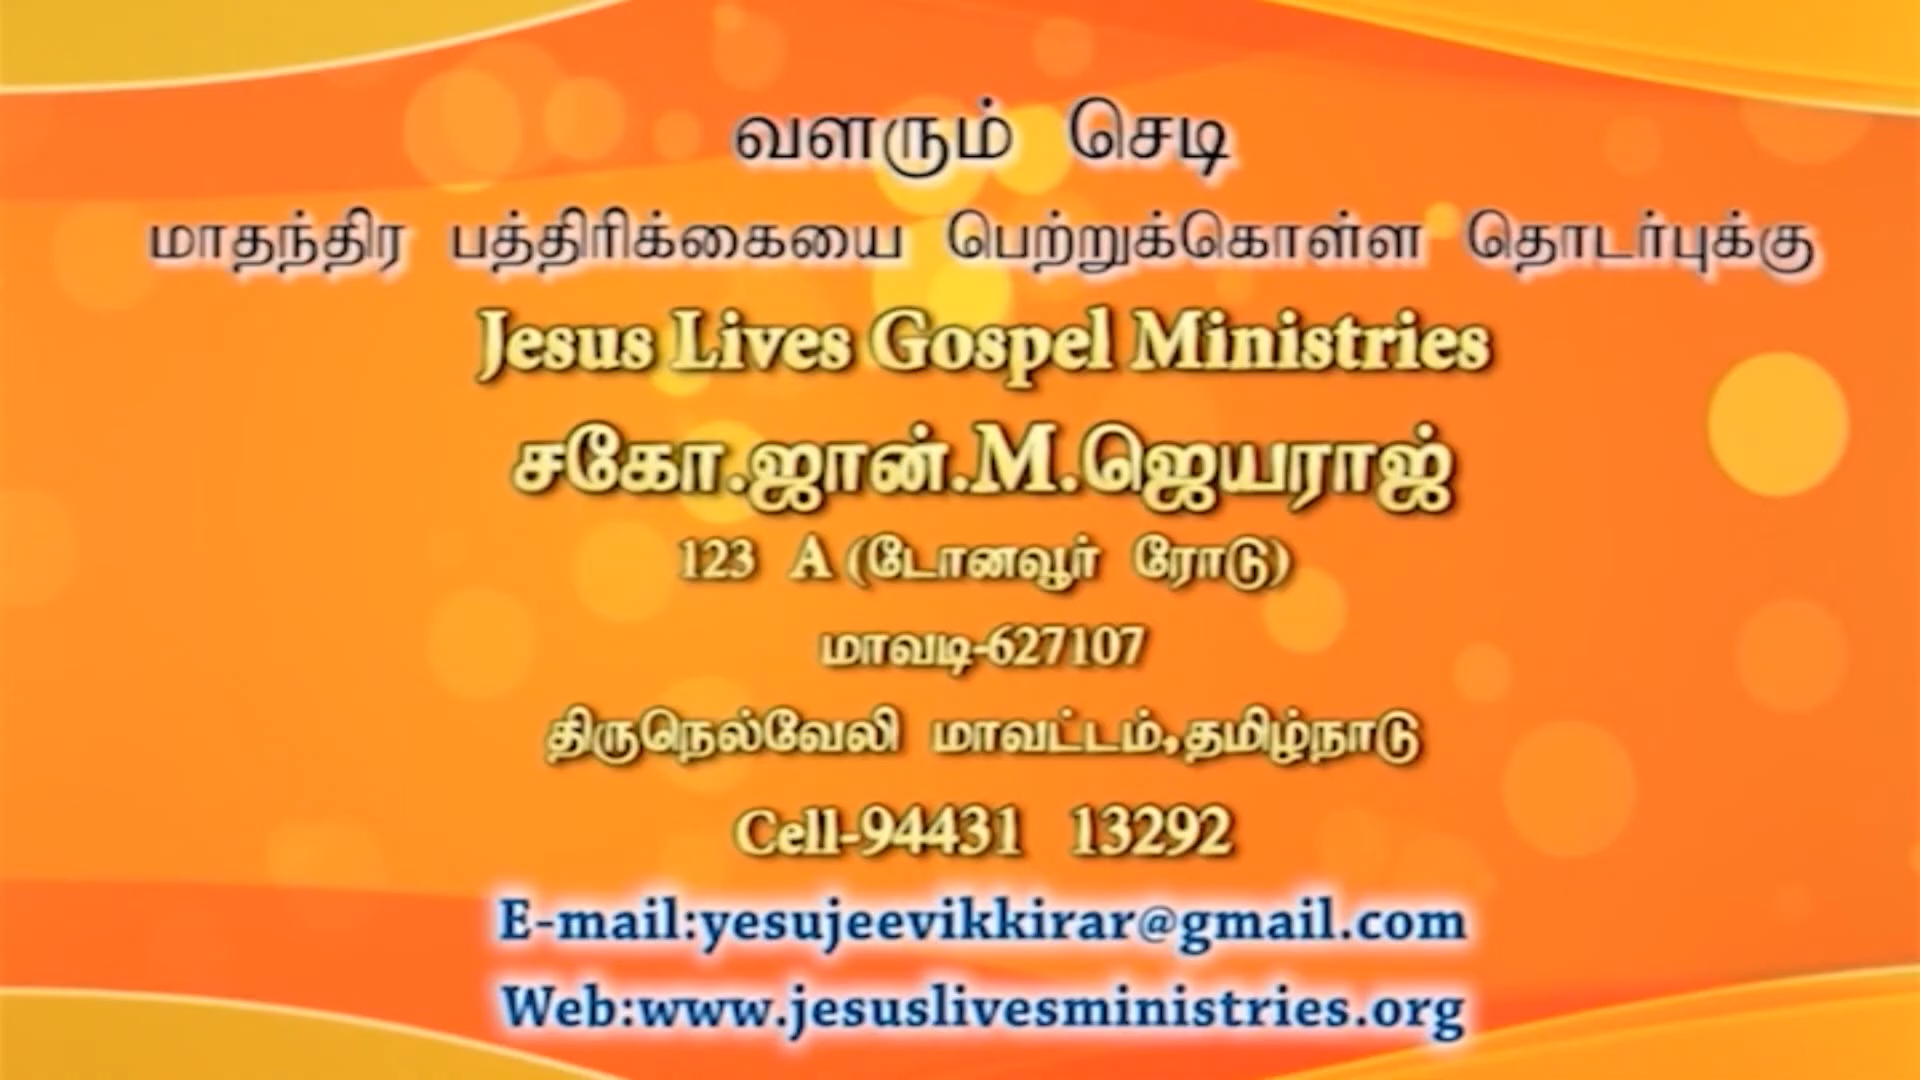 வளரும் செடி
மாதந்திர பத்திரிக்கையை பெற்றுக்கொள்ள தொடர்புக்கு
Jesus Lives Gospel Ministries
சகோ.ஜான்.M.ஜெயராஜ்
123 A (டோனவூர் ரோடு)
மாவடி-627107
திருநெல்வேலி மாவட்டம்,தமிழ்நாடு
Cell-94431 13292
E-mail:yesujeevikkirar@gmail.com
Web:www.jesuslivesministries.org